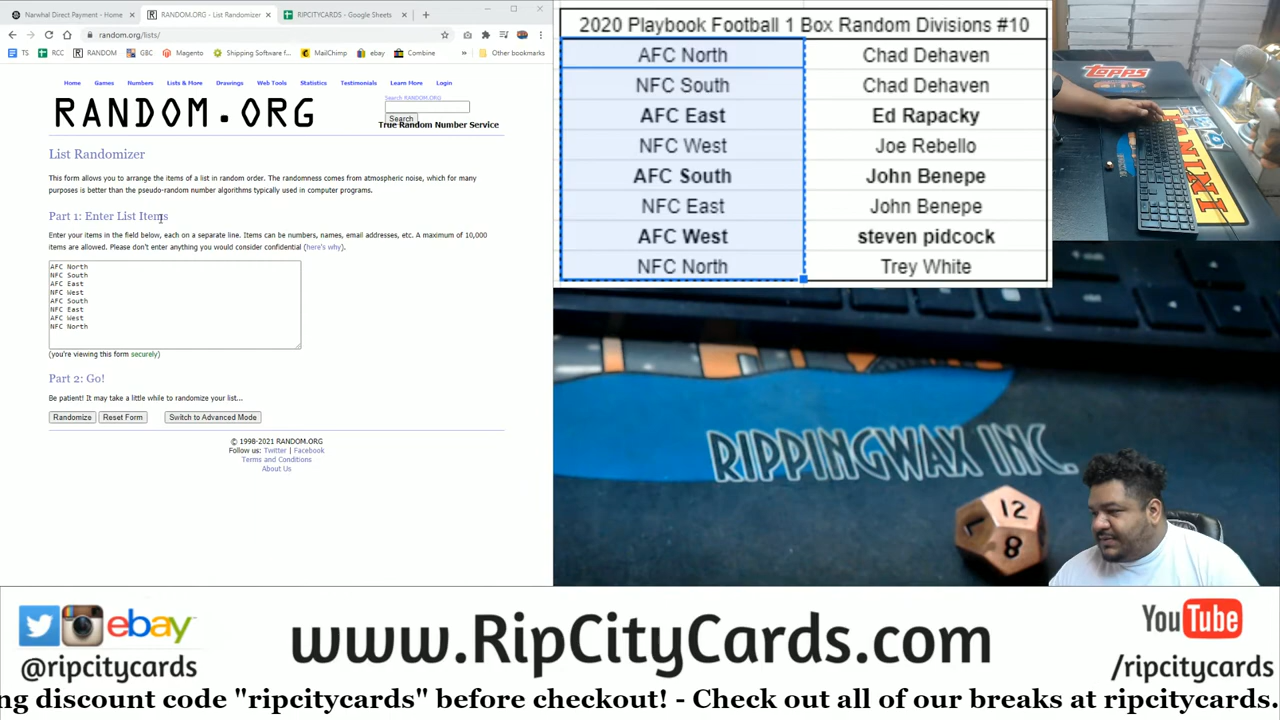 Narwhal Direct Payment - Home
RANDOM.ORG - List Randomizer
RIPCITYCARDS - Google Sheets
random.org/lists/
TS
RCC
RANDOM
GBC
Magento
Shipping Software f...
MailChimp
ebay
Combine
Other bookmarks
Home Games Numbers Lists & More Drawings Web Tools Statistics Testimonials Learn More Login
RANDOM.ORG
Search RANDOM.ORG
Search
True Random Number Service
List Randomizer
This form allows you to arrange the items of a list in random order. The randomness comes from atmospheric noise, which for many
purposes is better than the pseudo-random number algorithms typically used in computer programs.
Part 1: Enter List Items
Enter your items in the field below, each on a separate line. Items can be numbers, names, email addresses, etc. A maximum of 10,000
items are allowed. Please don't enter anything you would consider confidential (here's why).
AFC North
NFC South
AFC East
NFC West
AFC South
NFC East
AFC West
NFC North
(you're viewing this form securely)
Part 2: Go!
Be patient! It may take a little while to randomize your list...
Randomize
Reset Form
Switch to Advanced Mode
© 1998-2021 RANDOM.ORG
Follow us: Twitter | Facebook
Terms and Conditions
About Us
2020 Playbook Football 1 Box Random Divisions #10
AFC North Chad Dehaven
NFC South Chad Dehaven
AFC East Ed Rapacky
NFC West Joe Rebello
AFC South John Benepe
NFC East John Benepe
AFC West steven pidcock
NFC North Trey White
TOPPS
RIPPINGWAX INC.
12
7
8
ebay
@ripcitycards
www.RipCityCards.com
YouTube
/ripcitycards
ng discount code "ripcitycards" before checkout! - Check out all of our breaks at ripcitycards.